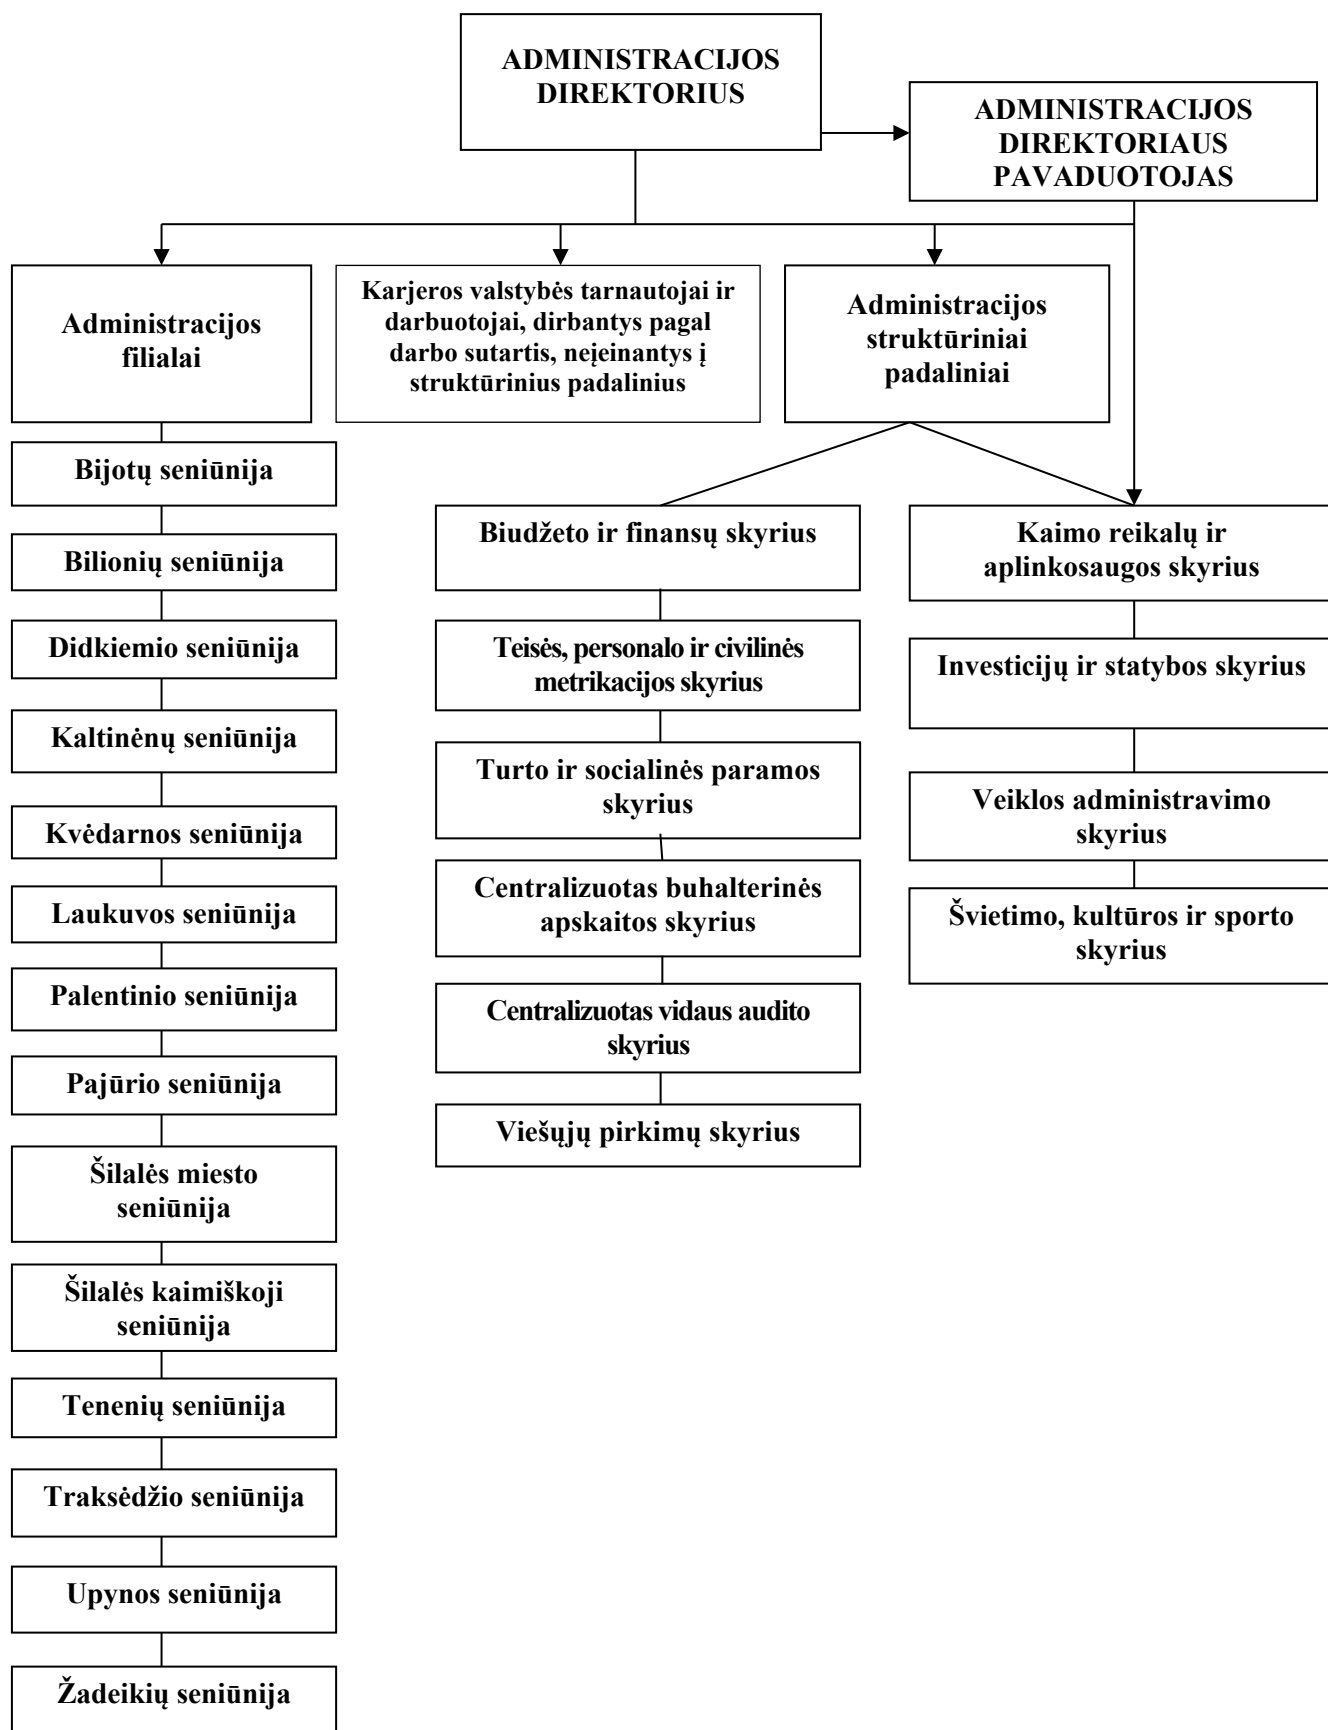 ADMINISTRACIJOS
DIREKTORIUS
ADMINISTRACIJOS
DIREKTORIAUS
PAVADUOTOJAS
Administracijos
filialai
Karjeros valstybės tarnautojai ir
darbuotojai, dirbantys pagal
darbo sutartis, neįeinantys į
struktūrinius padalinius
Administracijos
struktūriniai
padaliniai
Bijotų seniūnija
Bilionių seniūnija
Didkiemio seniūnija
Kaltinėnų seniūnija
Kvėdarnos seniūnija
Laukuvos seniūnija
Palentinio seniūnija
Pajūrio seniūnija
Šilalės miesto
seniūnija
Šilalės kaimiškoji
seniūnija
Tenenių seniūnija
Traksėdžio seniūnija
Upynos seniūnija
Žadeikių seniūnija
Biudžeto ir finansų skyrius
Teisės, personalo ir civilinės
metrikacijos skyrius
Turto ir socialinės paramos
skyrius
Centralizuotas buhalterinės
apskaitos skyrius
Centralizuotas vidaus audito
skyrius
Viešųjų pirkimų skyrius
Kaimo reikalų ir
aplinkosaugos skyrius
Investicijų ir statybos skyrius
Veiklos administravimo
skyrius
Švietimo, kultūros ir sporto
skyrius